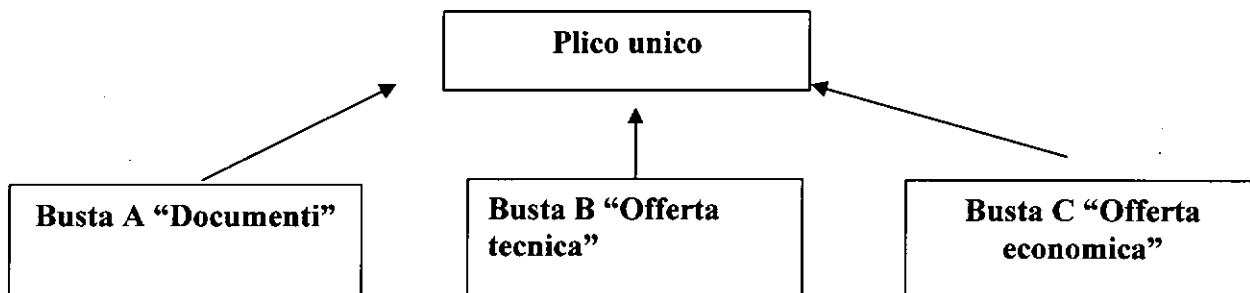 Plico unico
Busta A “Documenti”
Busta B “Offerta
tecnica”
Busta C “Offerta
economica”